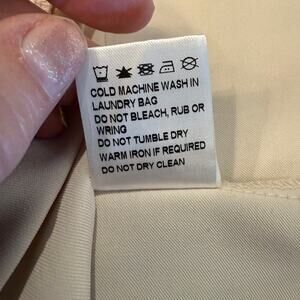 COLD MACHINE WASH IN
LAUNDRY BAG
DO NOT BLEACH, RUB OR
WRING
DO NOT TUMBLE DRY
WARM IRON IF REQUIRED
DO NOT DRY CLEAN